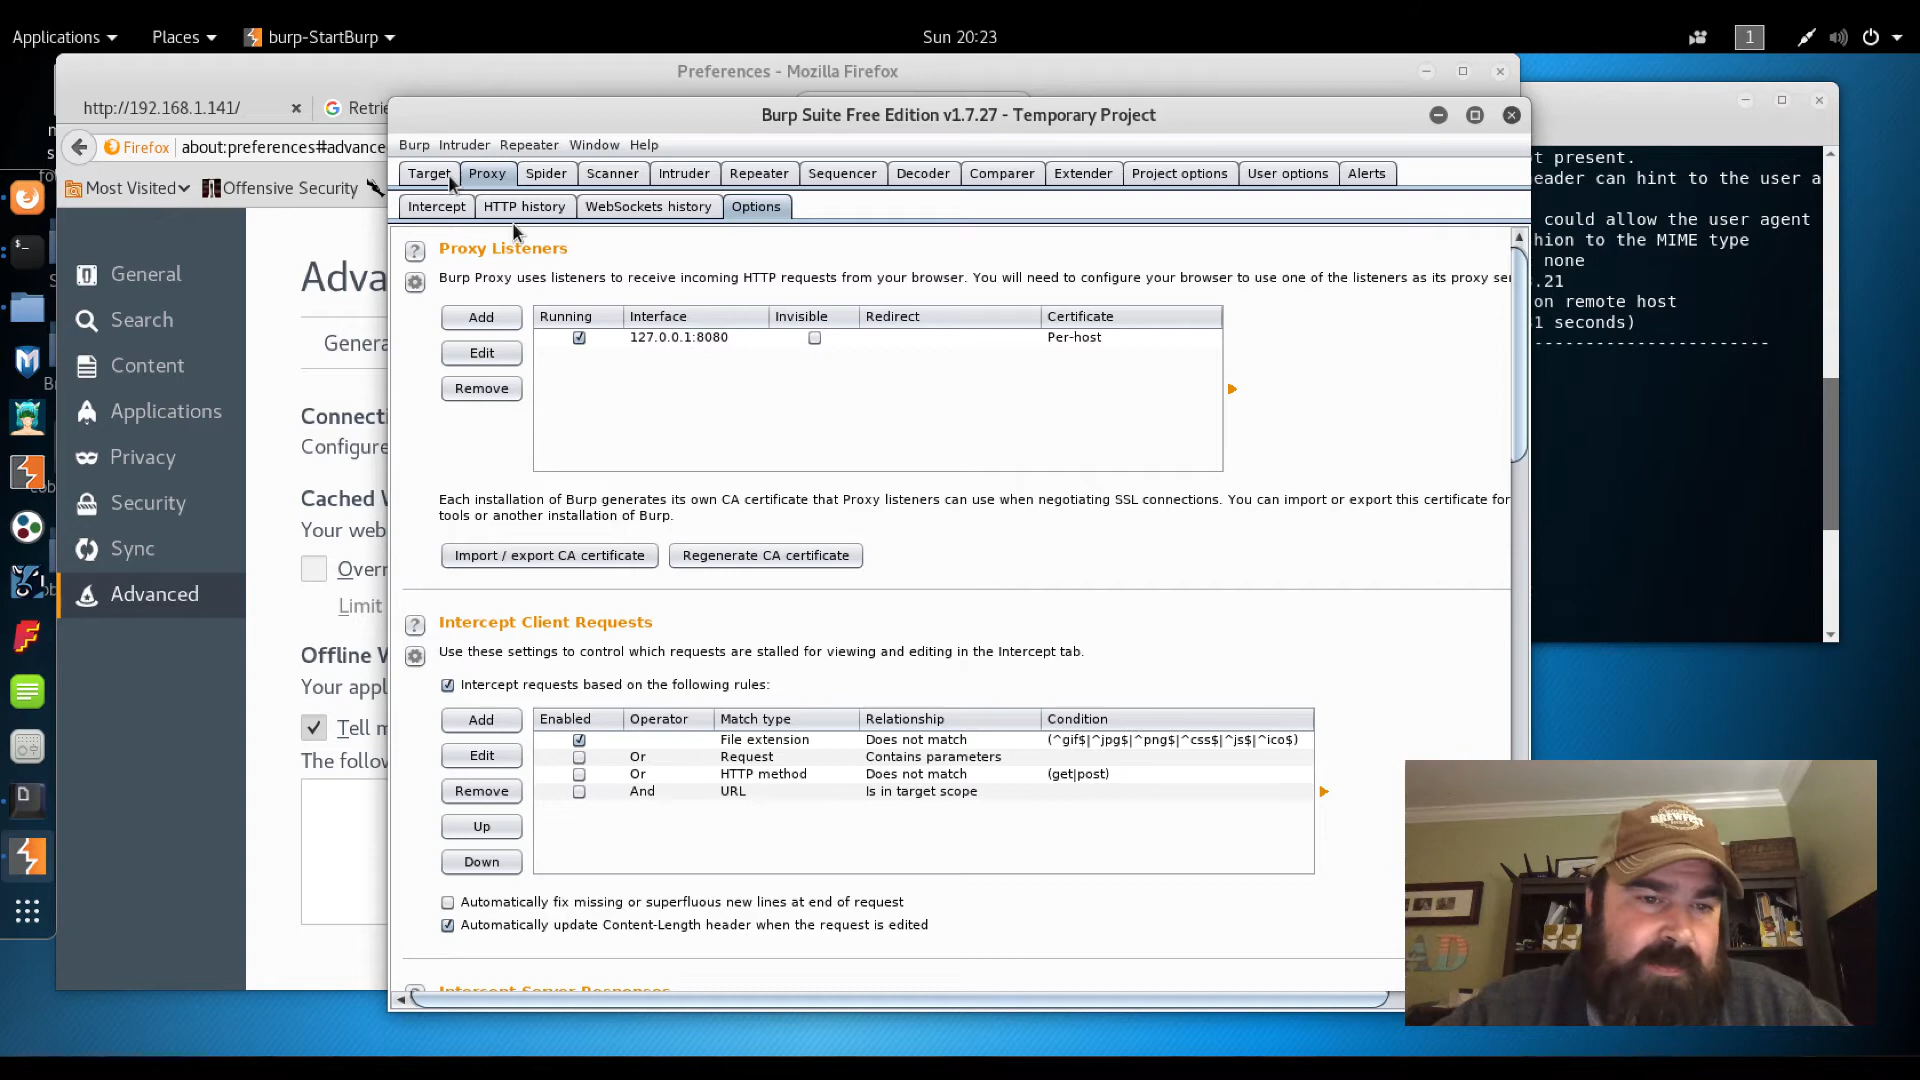 Applications
Places
burp-StartBurp
Sun 20:23
1
Preferences - Mozilla Firefox
http://192.168.1.141/
Retrie
Firefox
about:preferences#advance
Most Visited
Offensive Security
Burp Suite Free Edition v1.7.27 - Temporary Project
Burp Intruder Repeater Window Help
Target Proxy Spider Scanner Intruder Repeater Sequencer Decoder Comparer Extender Project options User options Alerts
Intercept HTTP history WebSockets history Options
General
Search
Content
Applications
Privacy
Security
Sync
Advanced
Adva
Genera
Connecti
Configure
Cached W
Your web
Overr
Limit
Offline W
Your appl
Tell m
The follov
Proxy Listeners
Burp Proxy uses listeners to receive incoming HTTP requests from your browser. You will need to configure your browser to use one of the listeners as its proxy ser
Add
Edit
Remove
Running Interface Invisible Redirect Certificate
127.0.0.1:8080 Per-host
Each installation of Burp generates its own CA certificate that Proxy listeners can use when negotiating SSL connections. You can import or export this certificate for
tools or another installation of Burp.
Import / export CA certificate
Regenerate CA certificate
Intercept Client Requests
Use these settings to control which requests are stalled for viewing and editing in the Intercept tab.
Intercept requests based on the following rules:
Add
Edit
Remove
Up
Down
Enabled Operator Match type Relationship Condition
File extension Does not match (^gif$|^jpg$|^png$|^css$|^js$|^ico$)
Or Request Contains parameters
Or HTTP method Does not match (get|post)
And URL Is in target scope
Automatically fix missing or superfluous new lines at end of request
Automatically update Content-Length header when the request is edited
Intercept Server Responses
t present.
eader can hint to the user a
could allow the user agent
hion to the MIME type
none
.21
on remote host
1 seconds)
---------------------
BREWFEST
AD